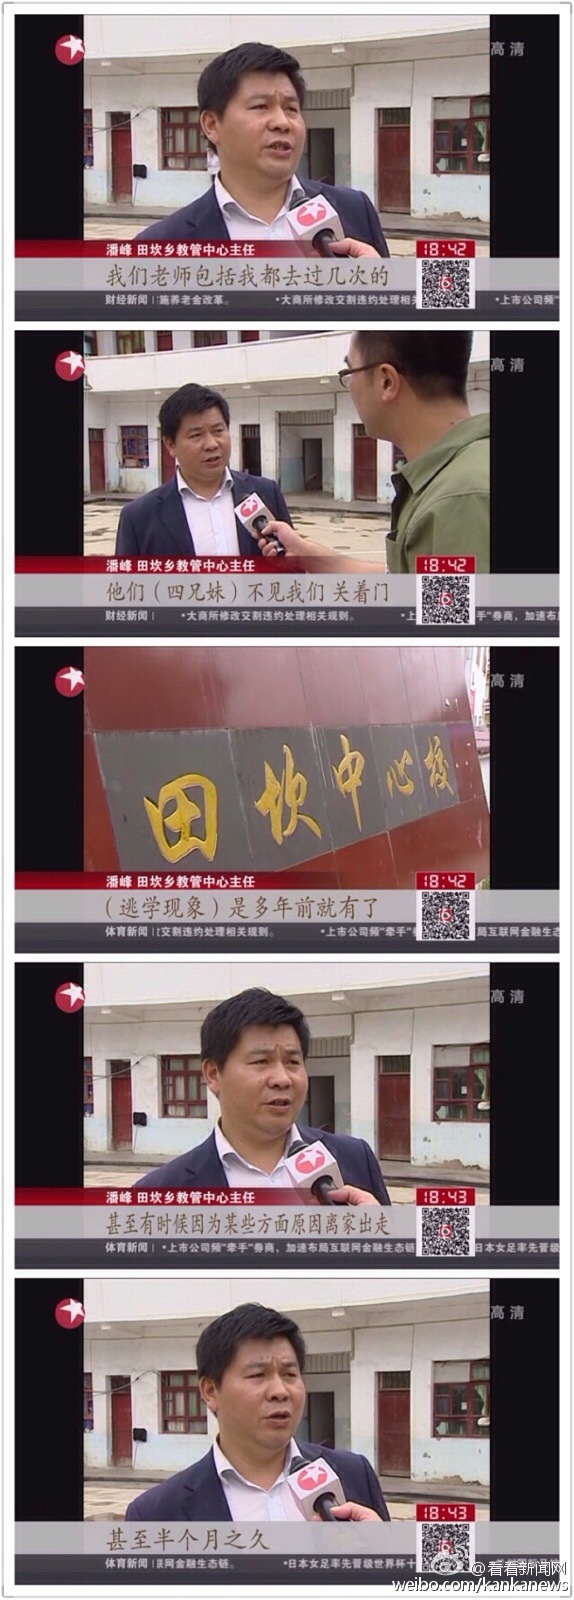 高清
潘峰 田坎乡教管中心主任
18:42
我们老师包括我都去过几次的
财经新闻 施养老金改革。 •大商所修改交割违约处理相关 •上市公司频"
高清
潘峰 田坎乡教管中心主任
18:42
他们(四兄妹)不见我们 关着门
财经新闻 •大商所修改交割违约处理相关规则。 •上 手"券商，加速布局互
高清
田坎中心校
潘峰 田坎乡教管中心主任
18:42
(逃学现象)是多年前就有了
体育新闻 交割违约处理相关规则。 •上市公司频"牵手" 局互联网金融生态
高清
潘峰 田坎乡教管中心主任
18:43
甚至有时候因为某些方面原因离家出走
体育新闻 •上市公司频"牵手"券商，加速布局互联网金融生态链 日本女足率先晋级
高清
18:43
甚至半个月之久
体育新闻 联网金融生态链。 •日本女足率先晋级世界杯十
@看看新闻网
weibo.com/kankanews